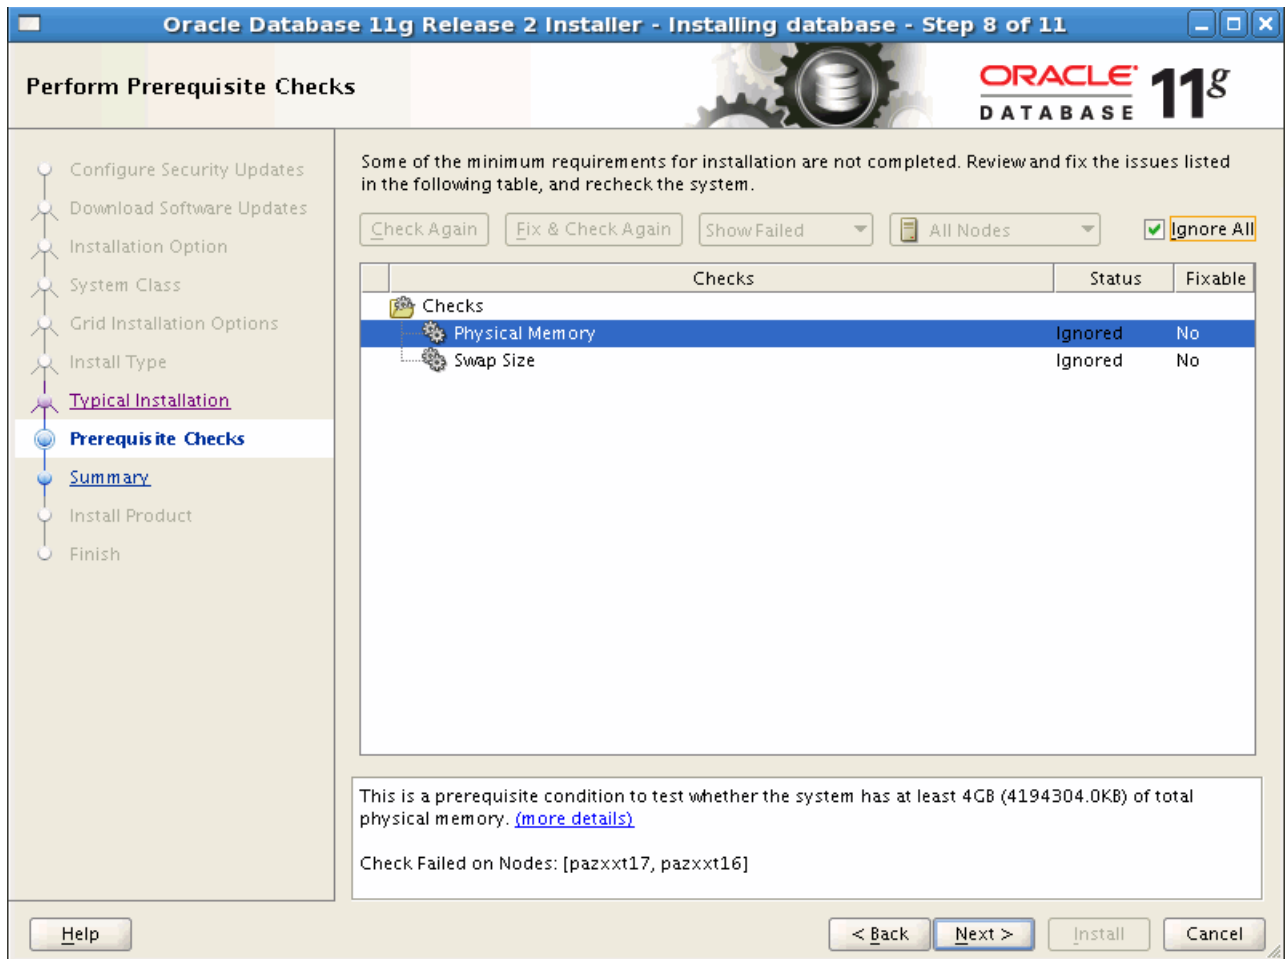 Oracle Database 11g Release 2 Installer - Installing database - Step 8 of 11
Perform Prerequisite Checks
ORACLE
DATABASE
11g
Configure Security Updates
Download Software Updates
Installation Option
System Class
Grid Installation Options
Install Type
Typical Installation
Prerequisite Checks
Summary
Install Product
Finish
Some of the minimum requirements for installation are not completed. Review and fix the issues listed
in the following table, and recheck the system.
Check Again Fix & Check Again Show Failed All Nodes Ignore All
Checks Status Fixable
Checks
Physical Memory Ignored No
Swap Size Ignored No
This is a prerequisite condition to test whether the system has at least 4GB (4194304.0KB) of total
physical memory. (more details)
Check Failed on Nodes: [pazxxt17, pazxxt16]
Help < Back Next > Install Cancel